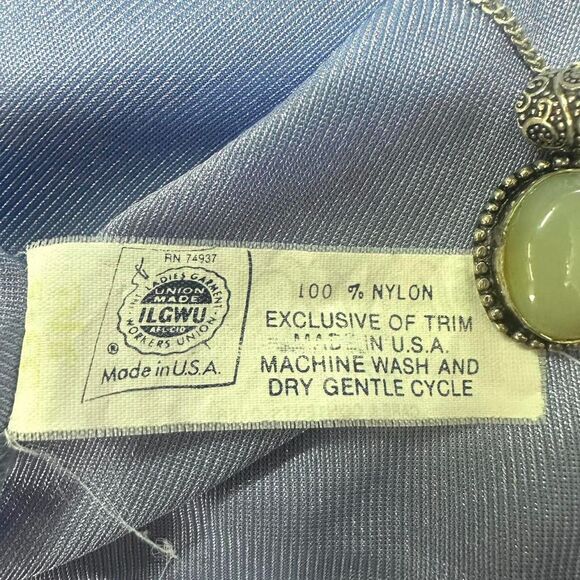 RN 74937
INT'L LADIES GARMENT
UNION
MADE
ILGWU
AFL-CIO
WORKERS UNION
®
Made in U.S.A.
100 % NYLON
EXCLUSIVE OF TRIM
MADE IN U.S.A.
MACHINE WASH AND
DRY GENTLE CYCLE